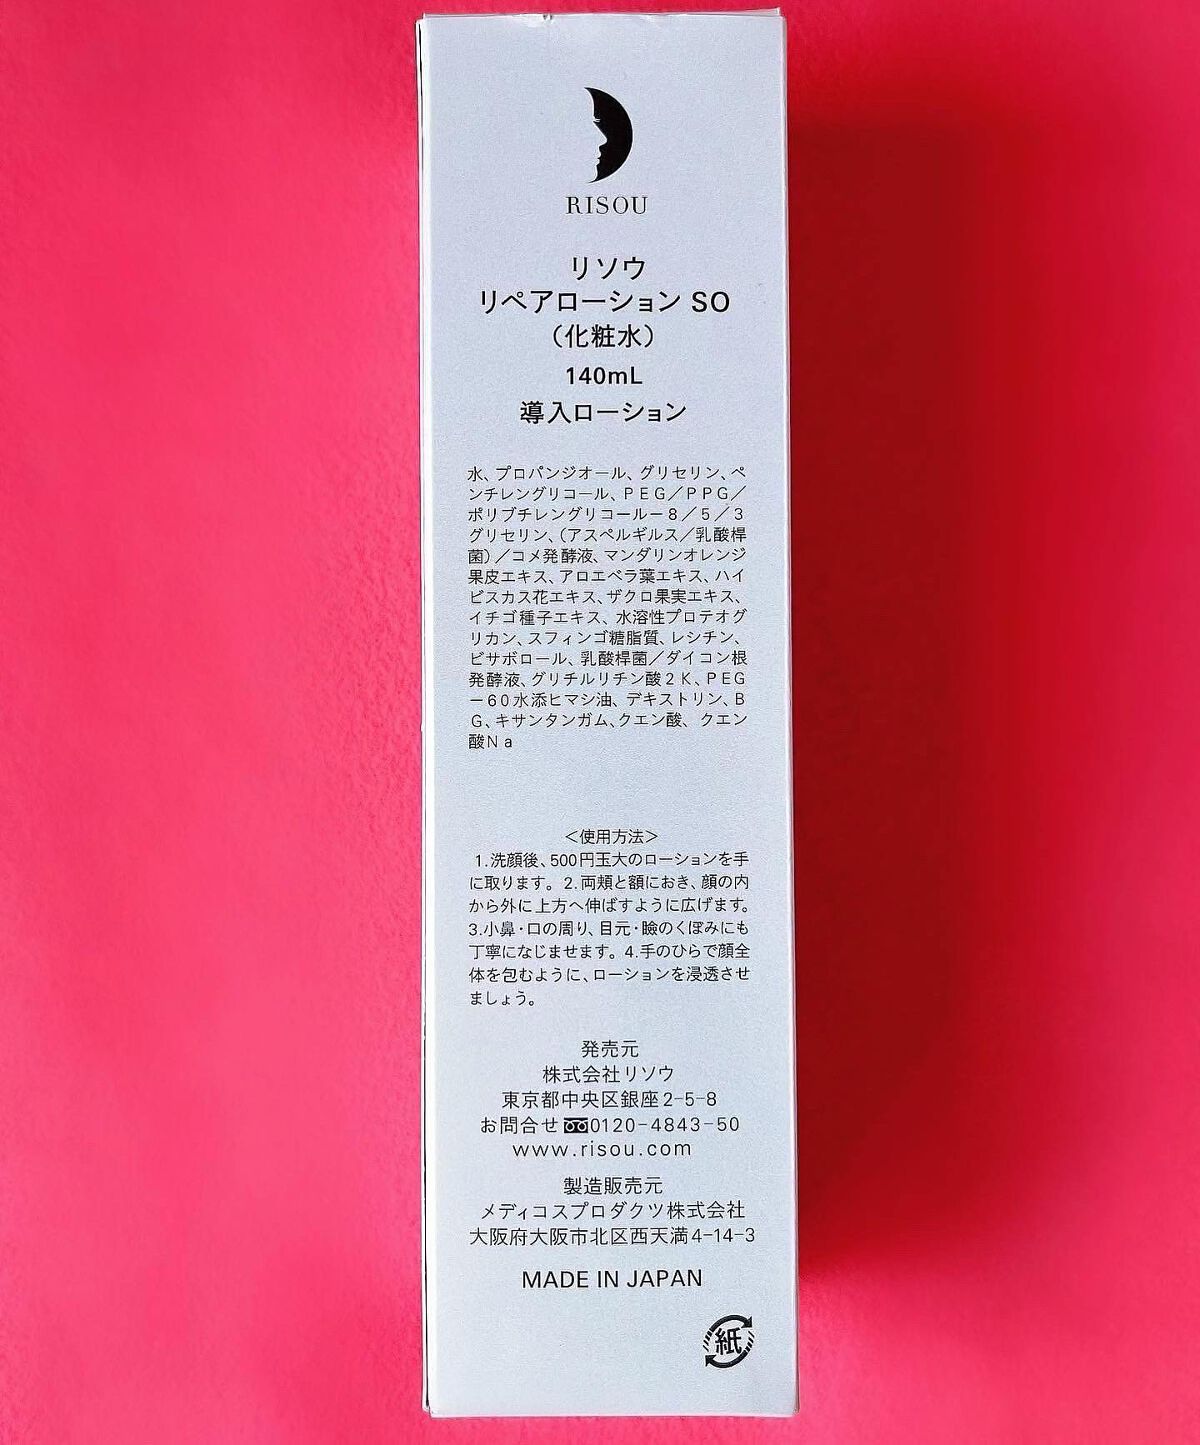 RISOU
リソウ
リペアローション SO
（化粧水）
140mL
導入ローション
水、プロパンジオール、グリセリン、ペ
ンチレングリコール、ＰＥＧ／ＰＰＧ／
ポリブチレングリコール－８／５／３
グリセリン、（アスペルギルス／乳酸桿
菌）／コメ発酵液、マンダリンオレンジ
果皮エキス、アロエベラ葉エキス、ハイ
ビスカス花エキス、ザクロ果実エキス、
イチゴ種子エキス、水溶性プロテオグ
リカン、スフィンゴ糖脂質、レシチン、
ビサボロール、乳酸桿菌／ダイコン根
発酵液、グリチルリチン酸２Ｋ、ＰＥＧ
－６０水添ヒマシ油、デキストリン、Ｂ
Ｇ、キサンタンガム、クエン酸、クエン
酸Ｎａ
＜使用方法＞
1.洗顔後、500円玉大のローションを手
に取ります。2.両頬と額におき、顔の内
から外に上方へ伸ばすように広げます。
3.小鼻・口の周り、目元・瞼のくぼみにも
丁寧になじませます。4.手のひらで顔全
体を包むように、ローションを浸透させ
ましょう。
発売元
株式会社リソウ
東京都中央区銀座2-5-8
お問合せ 0120-4843-50
www.risou.com
製造販売元
メディコスプロダクツ株式会社
大阪府大阪市北区西天満4-14-3
MADE IN JAPAN
紙